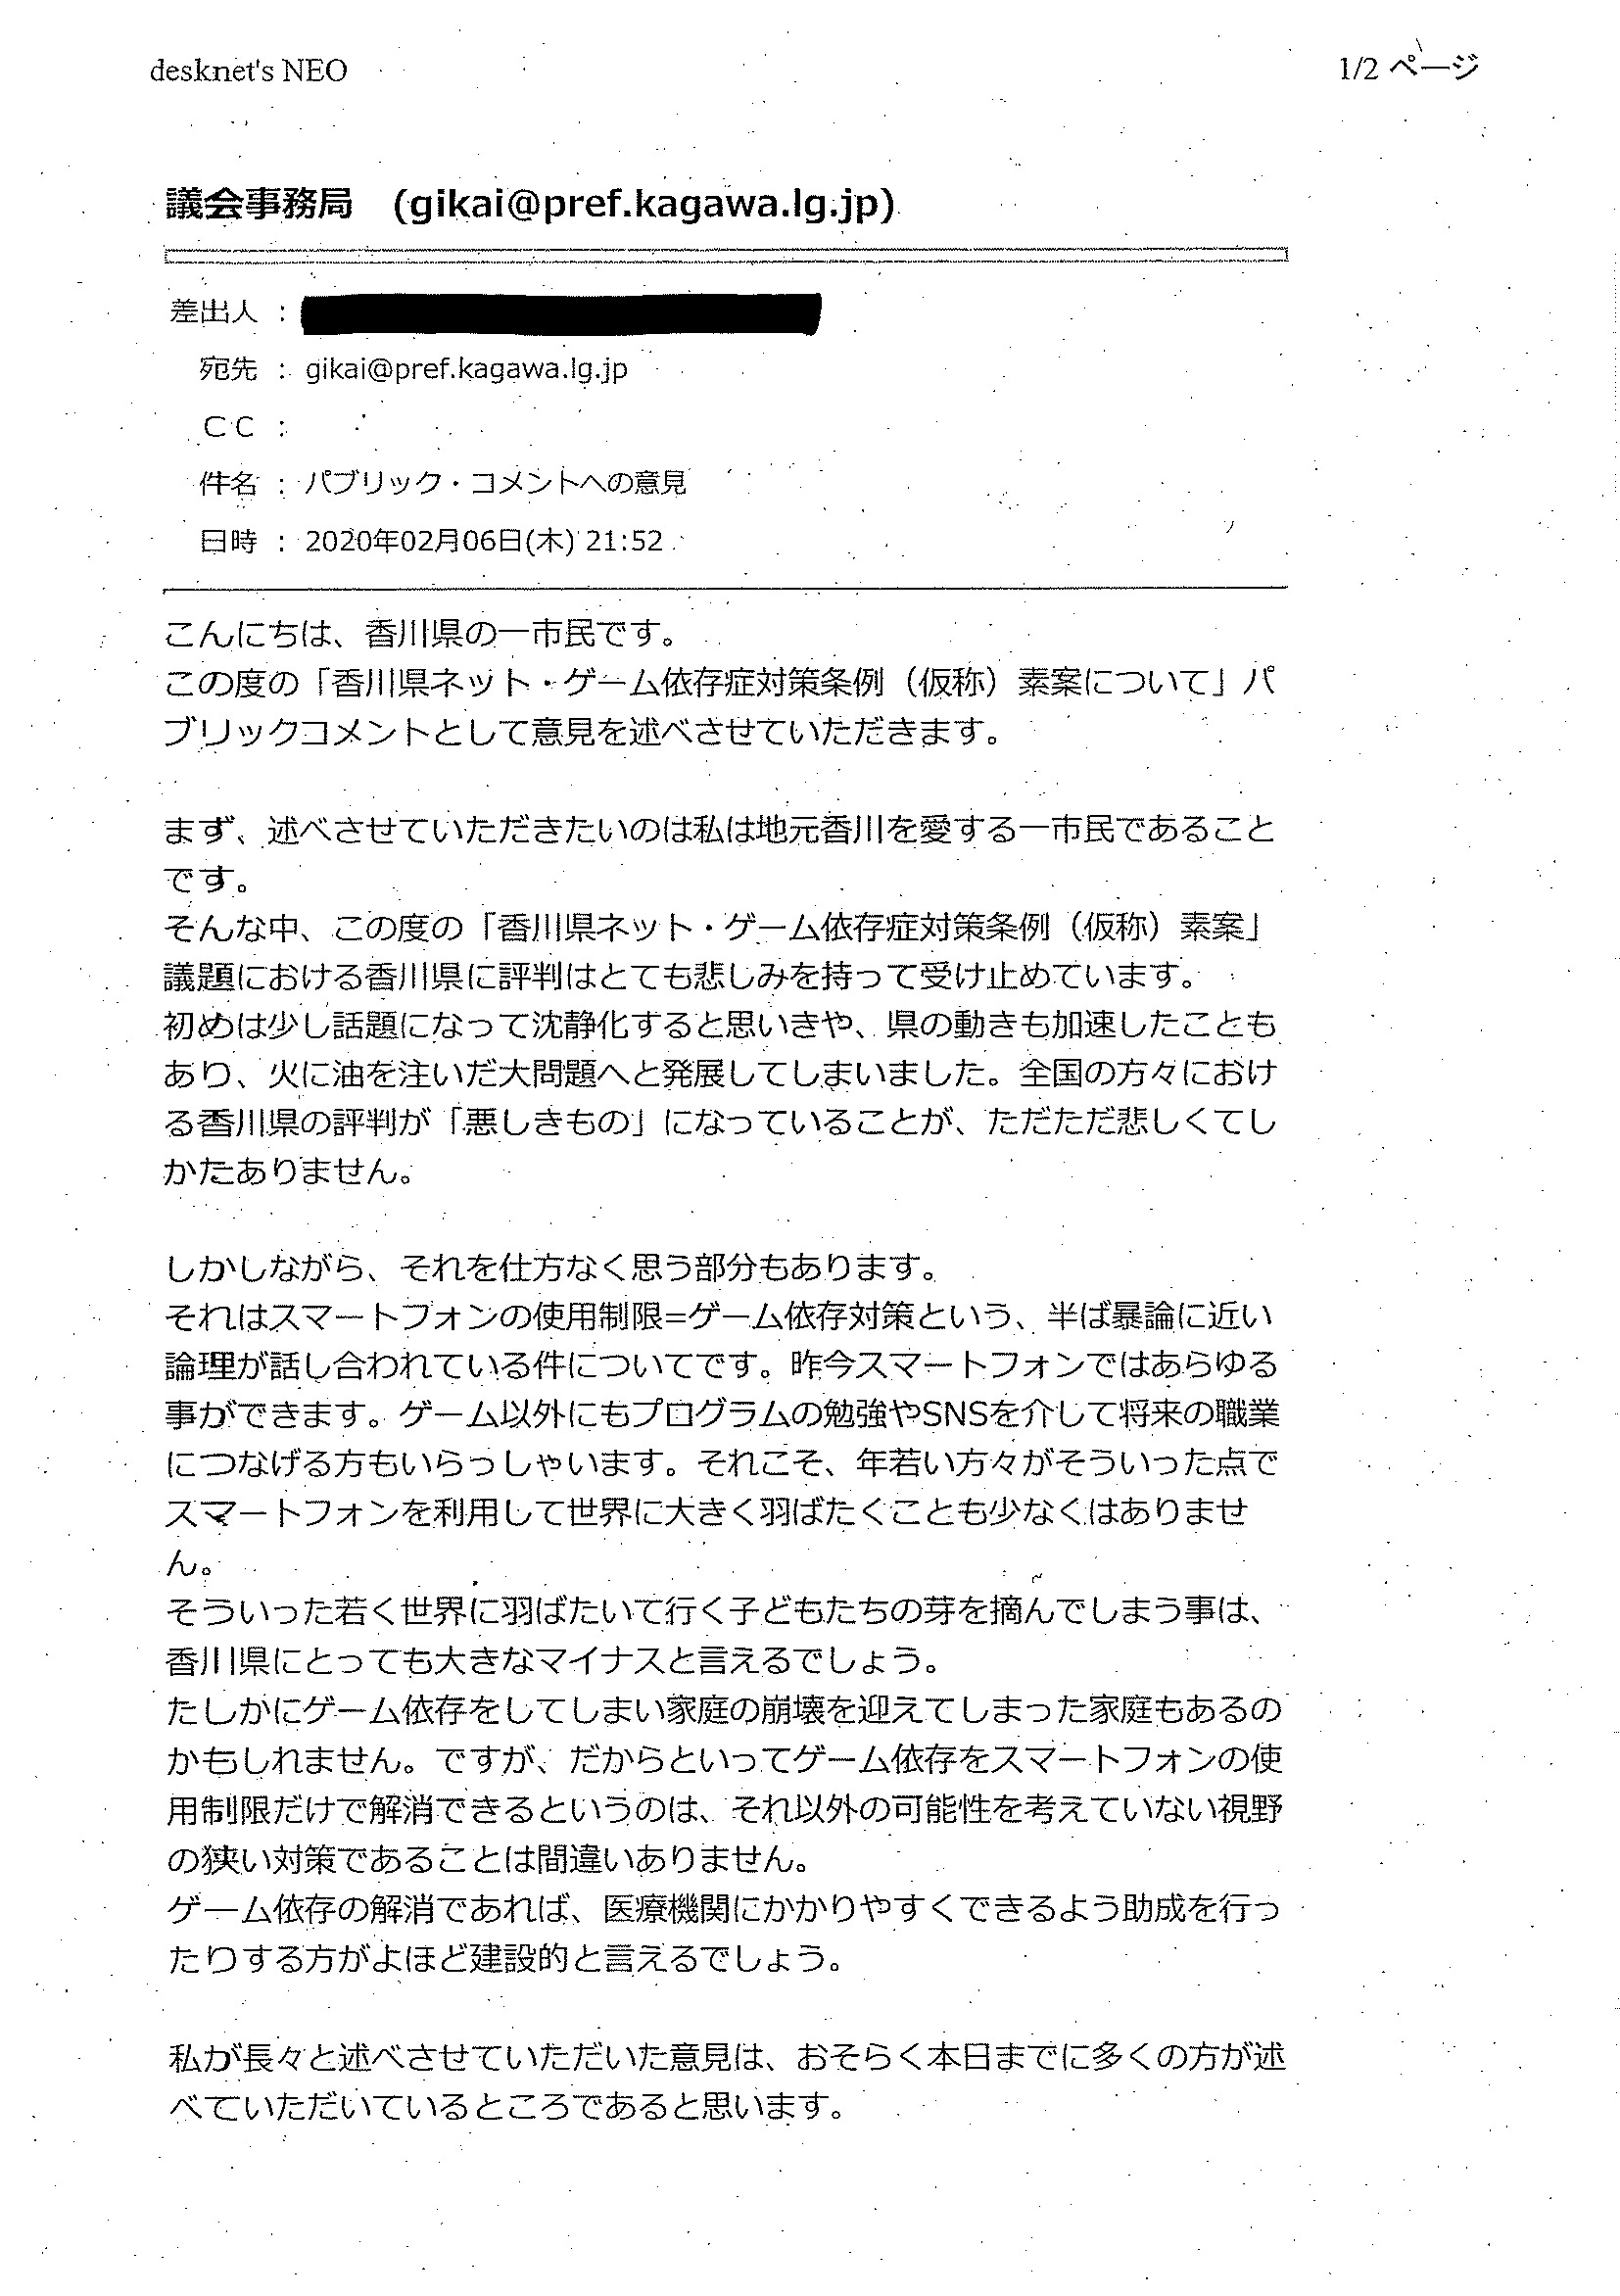 desknet's NEO
1/2 ページ
議会事務局 (gikai@pref.kagawa.lg.jp)
差出人 :
宛先 : gikai@pref.kagawa.lg.jp
CC :
件名 : パブリック・コメントへの意見
日時 : 2020年02月06日(木) 21:52
こんにちは、香川県の一市民です。
この度の「香川県ネット・ゲーム依存症対策条例（仮称）素案について」パ
ブリックコメントとして意見を述べさせていただきます。
まず、述べさせていただきたいのは私は地元香川を愛する一市民であること
です。
そんな中、この度の「香川県ネット・ゲーム依存症対策条例（仮称）素案」
議題における香川県に評判はとても悲しみを持って受け止めています。
初めは少し話題になって沈静化すると思いきや、県の動きも加速したことも
あり、火に油を注いだ大問題へと発展してしまいました。全国の方々におけ
る香川県の評判が「悪しきもの」になっていることが、ただただ悲しくてし
かたありません。
しかしながら、それを仕方なく思う部分もあります。
それはスマートフォンの使用制限=ゲーム依存対策という、半ば暴論に近い
論理が話し合われている件についてです。昨今スマートフォンではあらゆる
事ができます。ゲーム以外にもプログラムの勉強やSNSを介して将来の職業
につなげる方もいらっしゃいます。それこそ、年若い方々がそういった点で
スマートフォンを利用して世界に大きく羽ばたくことも少なくはありませ
ん。
そういった若く世界に羽ばたいて行く子どもたちの芽を摘んでしまう事は、
香川県にとっても大きなマイナスと言えるでしょう。
たしかにゲーム依存をしてしまい家庭の崩壊を迎えてしまった家庭もあるの
かもしれません。ですが、だからといってゲーム依存をスマートフォンの使
用制限だけで解消できるというのは、それ以外の可能性を考えていない視野
の狭い対策であることは間違いありません。
ゲーム依存の解消であれば、医療機関にかかりやすくできるよう助成を行っ
たりする方がよほど建設的と言えるでしょう。
私が長々と述べさせていただいた意見は、おそらく本日までに多くの方が述
べていただいているところであると思います。